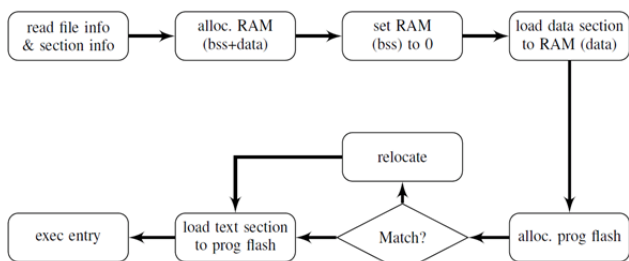 read file info
& section info
alloc. RAM
(bss+data)
set RAM
(bss) to 0
load data section
to RAM (data)
relocate
exec entry
load text section
to prog flash
Match?
alloc. prog flash